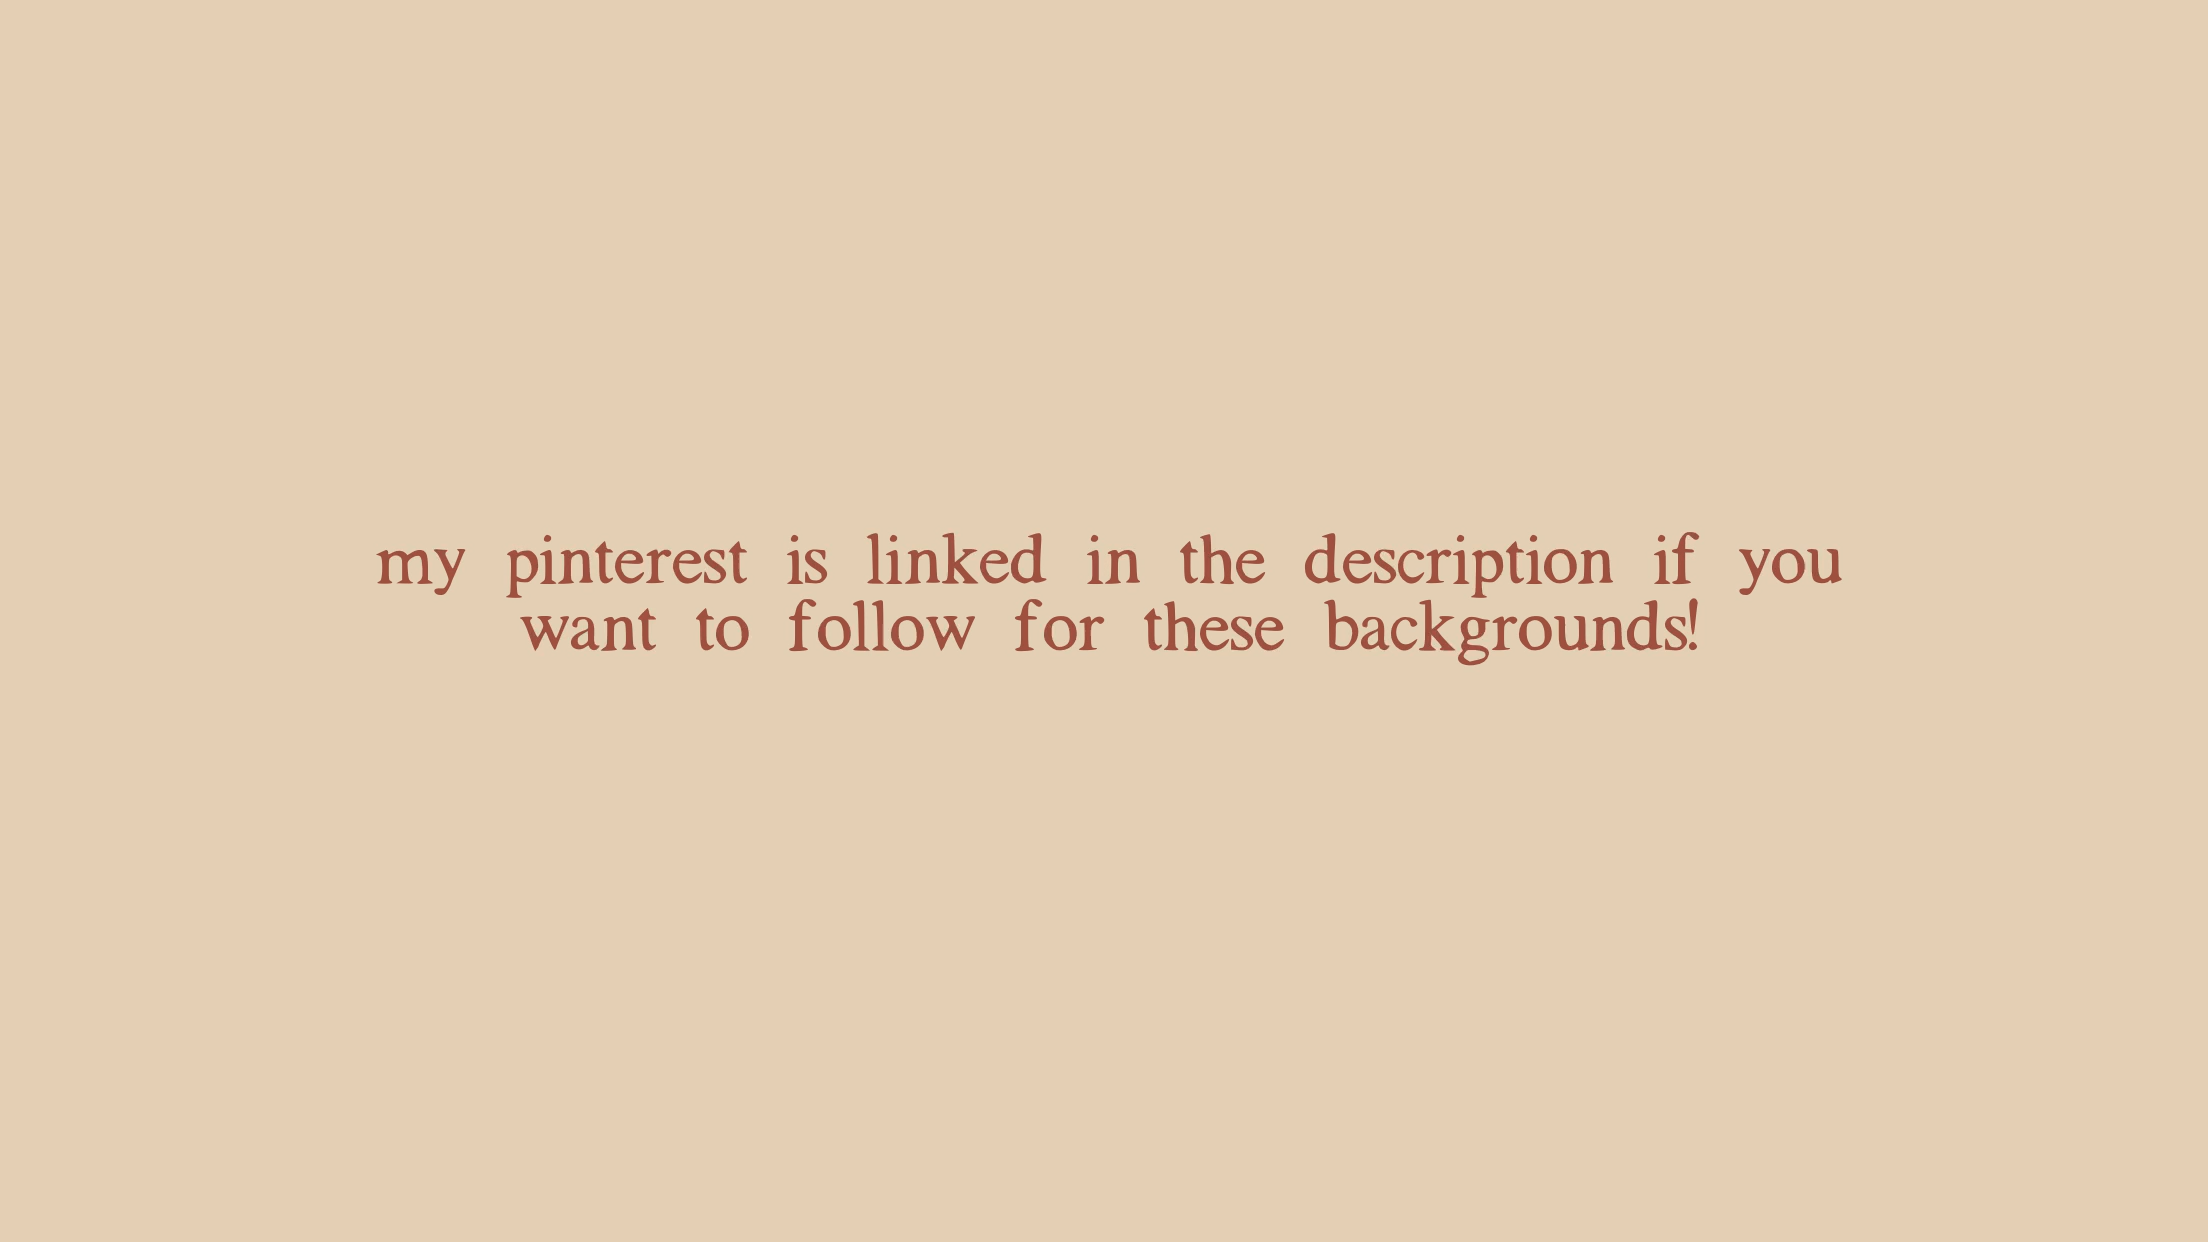 my pinterest is linked in the description if you
want to follow for these backgrounds!